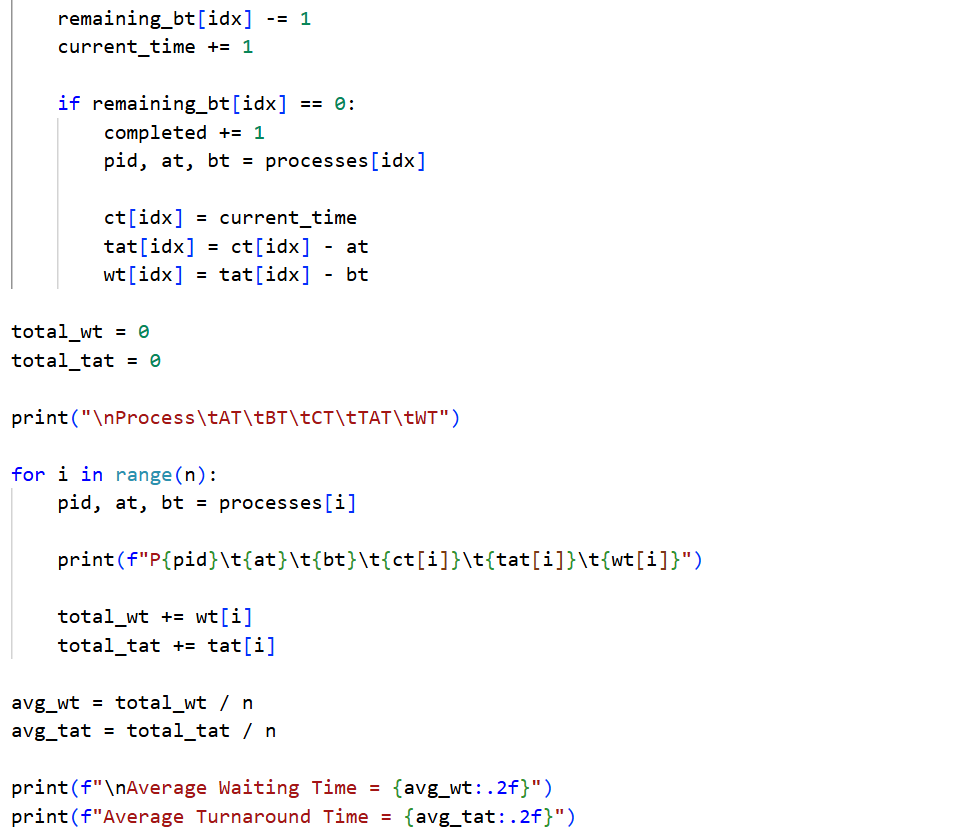 remaining_bt[idx] -= 1
current_time += 1
if remaining_bt[idx] == 0:
completed += 1
pid, at, bt = processes[idx]
ct[idx] = current_time
tat[idx] = ct[idx] - at
wt[idx] = tat[idx] - bt
total_wt = 0
total_tat = 0
print("\nProcess\tAT\tBT\tCT\tTAT\tWT")
for i in range(n):
pid, at, bt = processes[i]
print(f"P{pid}\t{at}\t{bt}\t{ct[i]}\t{tat[i]}\t{wt[i]}")
total_wt += wt[i]
total_tat += tat[i]
avg_wt = total_wt / n
avg_tat = total_tat / n
print(f"\nAverage Waiting Time = {avg_wt:.2f}")
print(f"Average Turnaround Time = {avg_tat:.2f}")